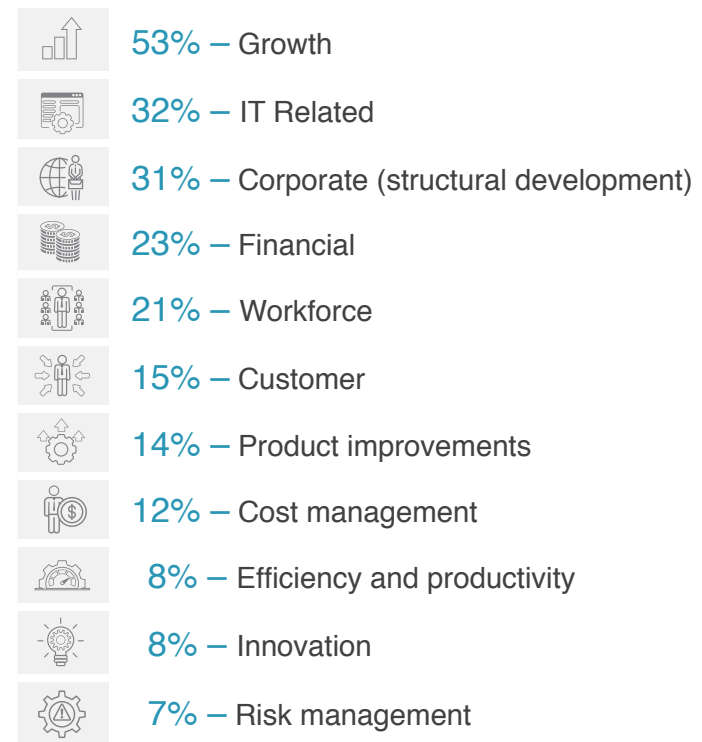 53% – Growth
32% – IT Related
31% – Corporate (structural development)
23% – Financial
21% – Workforce
15% – Customer
14% – Product improvements
12% – Cost management
8% – Efficiency and productivity
8% – Innovation
7% – Risk management